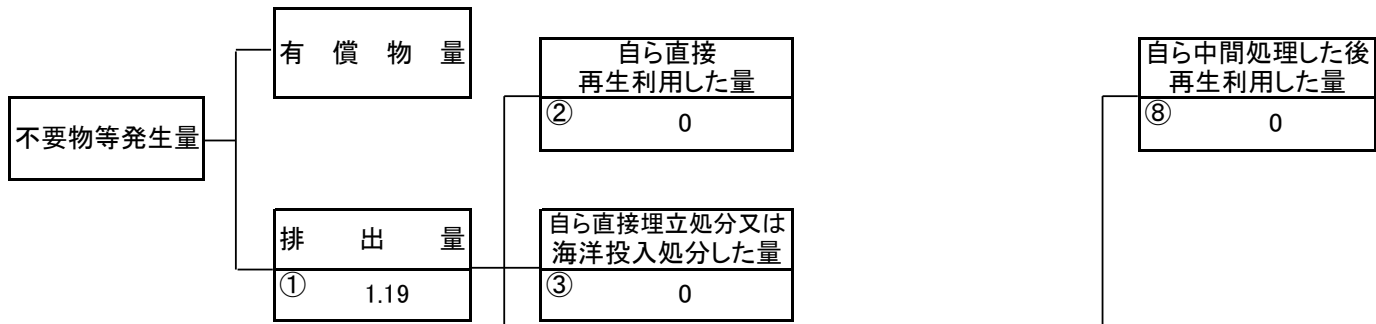 有償物量
自ら直接
再生利用した量
② 0
自ら中間処理した後
再生利用した量
⑧ 0
不要物等発生量
排出量
① 1.19
自ら直接埋立処分又は
海洋投入処分した量
③ 0